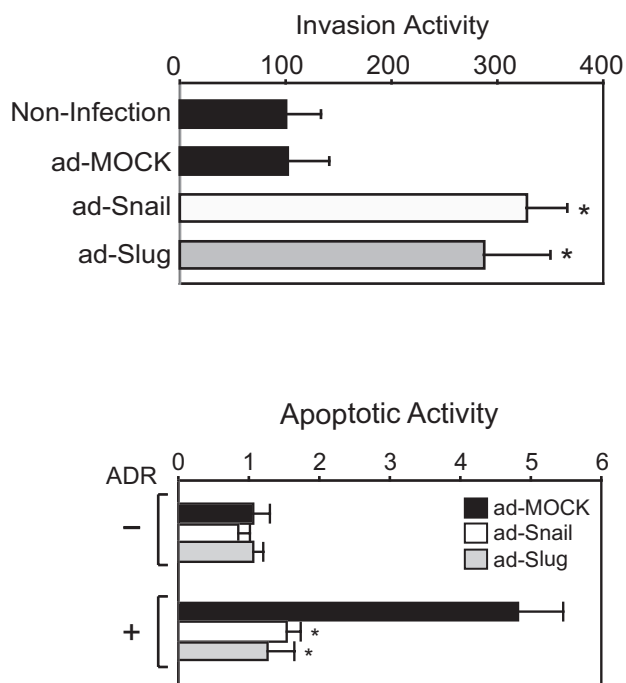 Invasion Activity
0 100 200 300 400
Non-Infection
ad-MOCK
ad-Snail *
ad-Slug *
Apoptotic Activity
ADR 0 1 2 3 4 5 6
−
ad-MOCK
ad-Snail
ad-Slug
+
*
*